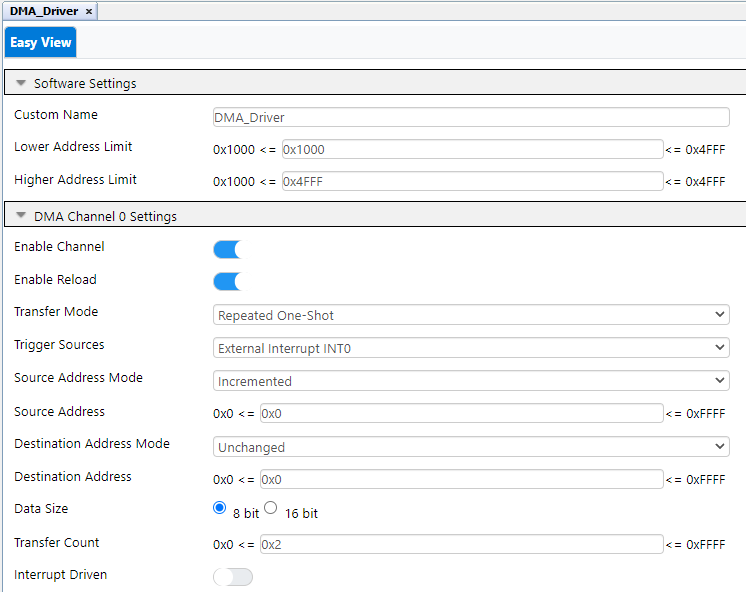 DMA_Driver ×
Easy View
Software Settings
Custom Name DMA_Driver
Lower Address Limit 0x1000 <= 0x1000 <= 0x4FFF
Higher Address Limit 0x1000 <= 0x4FFF <= 0x4FFF
DMA Channel 0 Settings
Enable Channel
Enable Reload
Transfer Mode Repeated One-Shot
Trigger Sources External Interrupt INT0
Source Address Mode Incremented
Source Address 0x0 <= 0x0 <= 0xFFFF
Destination Address Mode Unchanged
Destination Address 0x0 <= 0x0 <= 0xFFFF
Data Size 8 bit 16 bit
Transfer Count 0x0 <= 0x2 <= 0xFFFF
Interrupt Driven